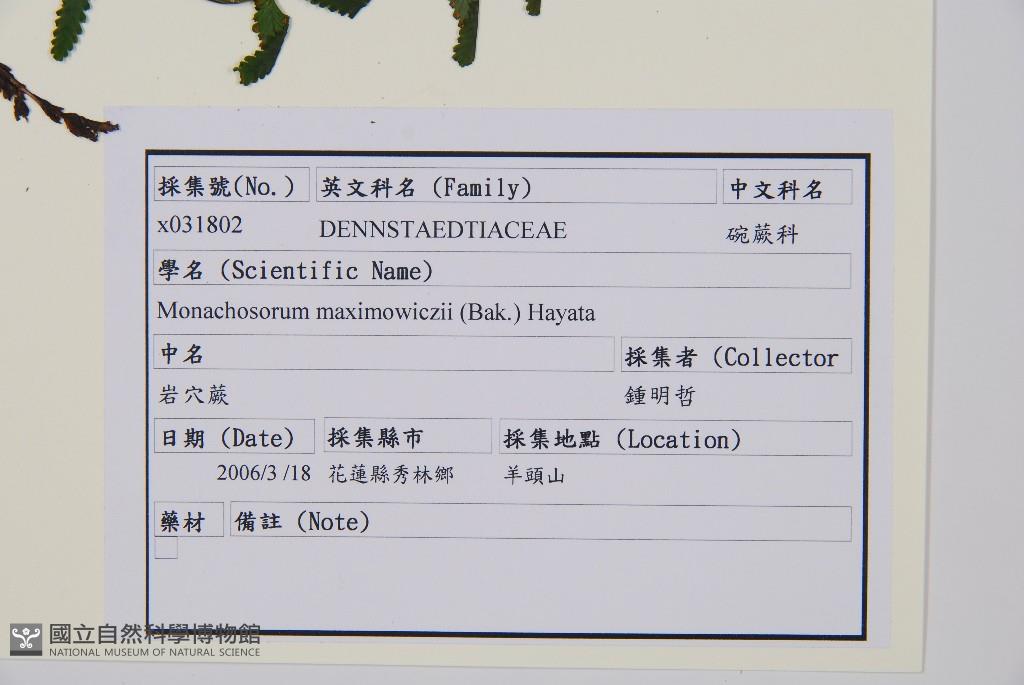 採集號(No.) 英文科名 (Family) 中文科名
x031802 DENNSTAEDTIACEAE 碗蕨科
學名 (Scientific Name)
Monachosorum maximowiczii (Bak.) Hayata
中名 採集者 (Collector
岩穴蕨 鍾明哲
日期 (Date) 採集縣市 採集地點 (Location)
2006/3 /18 花蓮縣秀林鄉 羊頭山
藥材 備註 (Note)
國立自然科學博物館
NATIONAL MUSEUM OF NATURAL SCIENCE